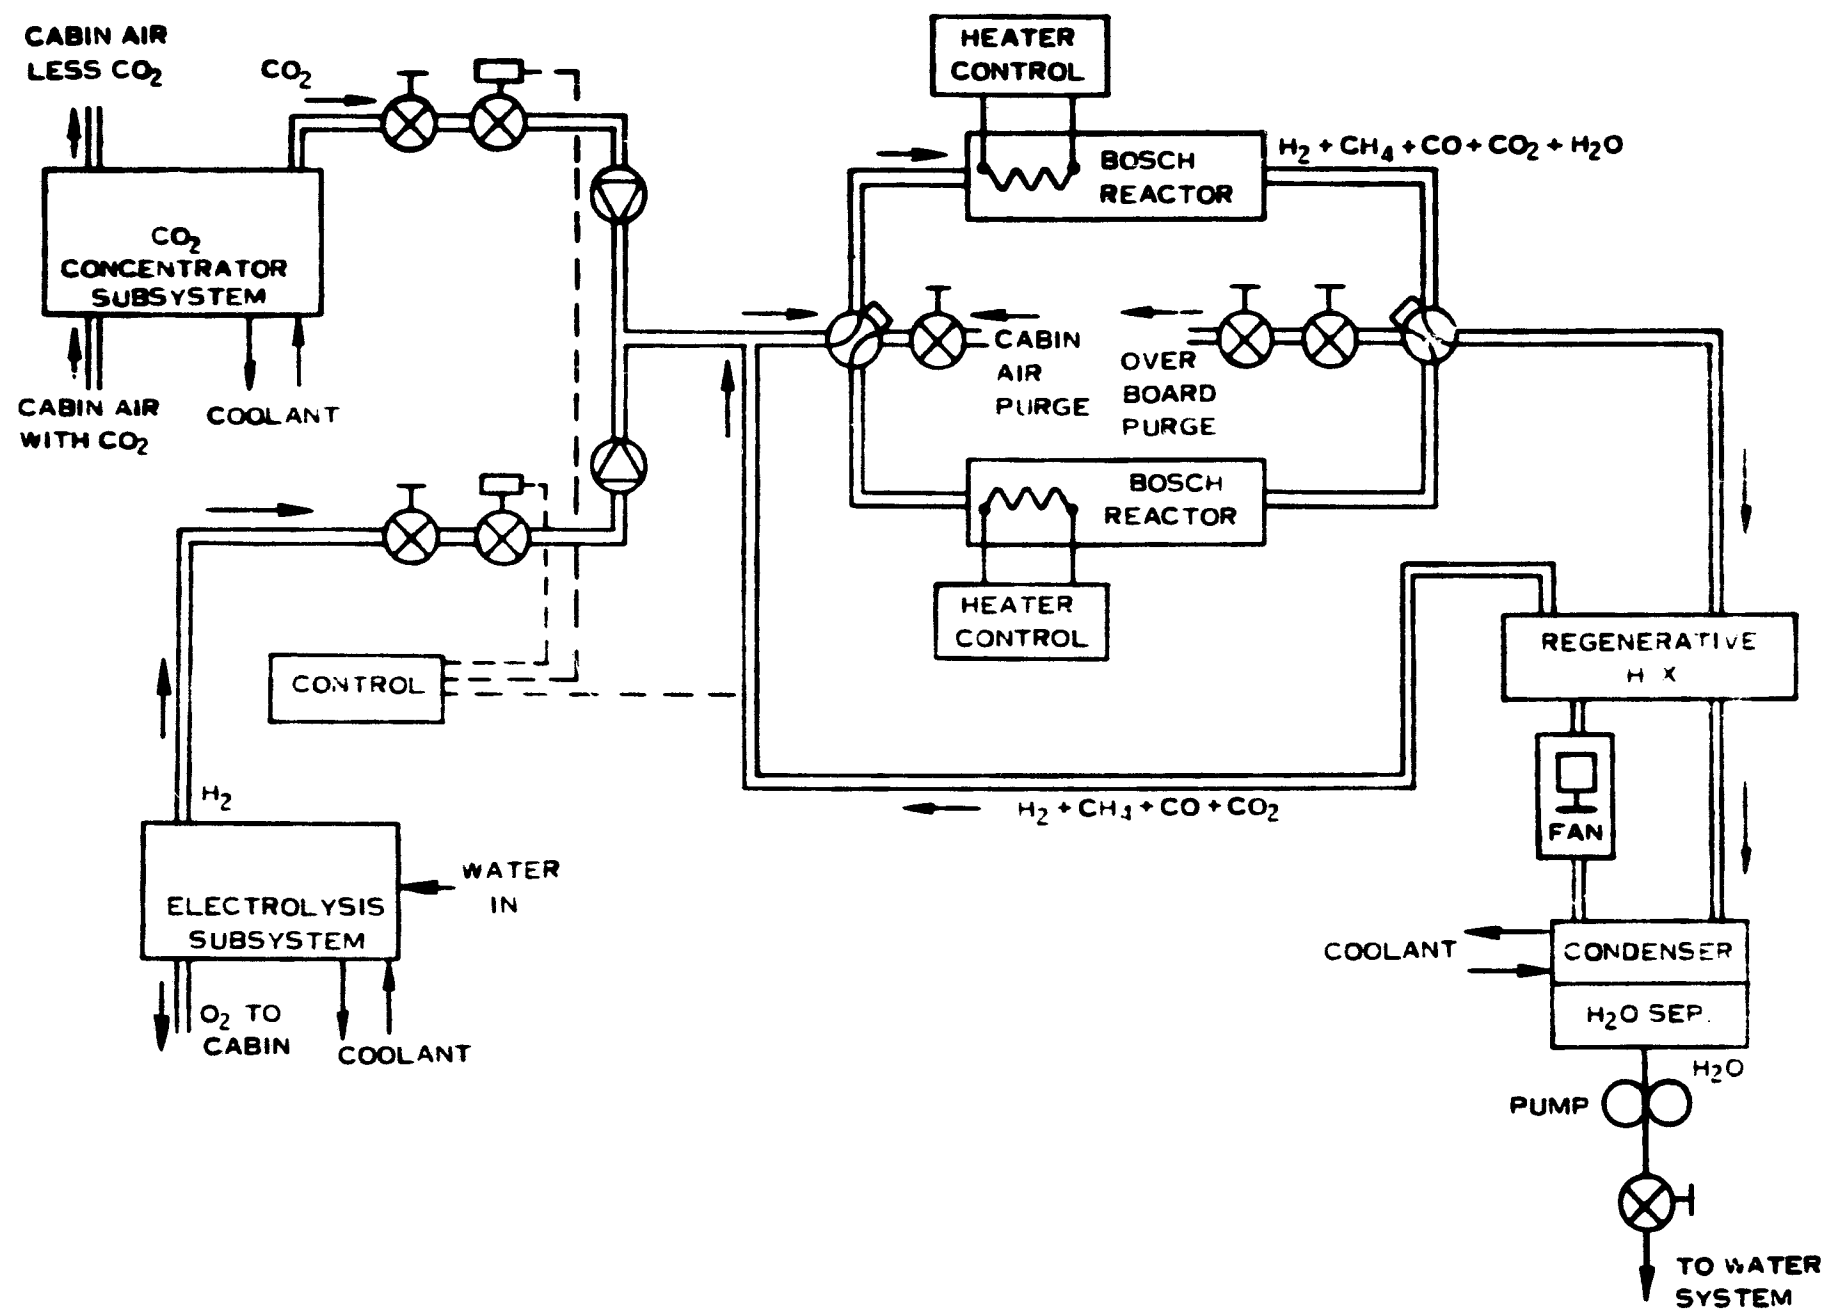 CABIN AIR
LESS CO2
CO2
HEATER
CONTROL
BOSCH
REACTOR
H2 + CH4 + CO + CO2 + H2O
CO2
CONCENTRATOR
SUBSYSTEM
CABIN AIR
WITH CO2
COOLANT
CABIN
AIR
PURGE
OVER
BOARD
PURGE
BOSCH
REACTOR
HEATER
CONTROL
REGENERATIVE
H X
CONTROL
H2
H2 + CH4 + CO + CO2
FAN
WATER
IN
ELECTROLYSIS
SUBSYSTEM
COOLANT
CONDENSER
H2O SEP.
O2 TO
CABIN
COOLANT
H2O
PUMP
TO WATER
SYSTEM